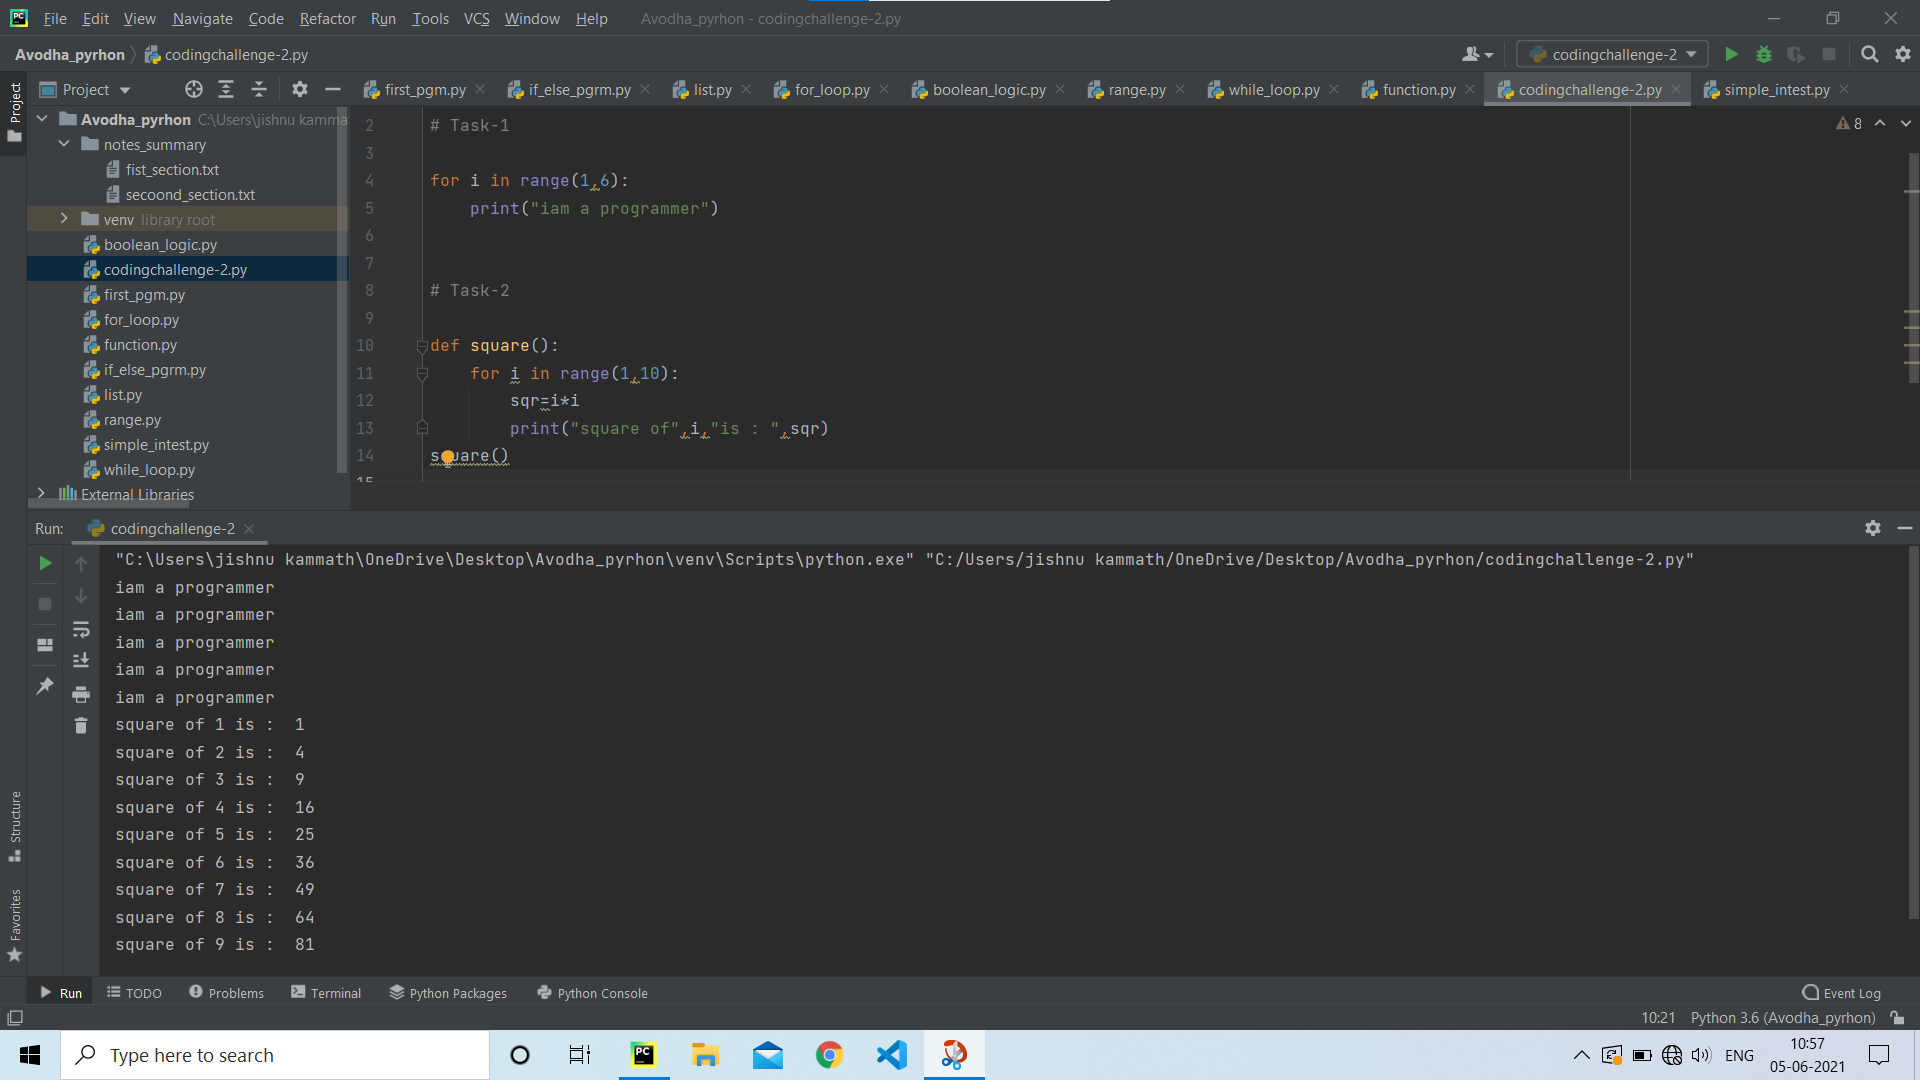 File Edit View Navigate Code Refactor Run Tools VCS Window Help Avodha_pyrhon - codingchallenge-2.py
Avodha_pyrhon codingchallenge-2.py codingchallenge-2
Project first_pgm.py if_else_pgrm.py list.py for_loop.py boolean_logic.py range.py while_loop.py function.py codingchallenge-2.py simple_intest.py
Project
Avodha_pyrhon C:\Users\jishnu kamma
notes_summary
fist_section.txt
secoond_section.txt
venv library root
boolean_logic.py
codingchallenge-2.py
first_pgm.py
for_loop.py
function.py
if_else_pgrm.py
list.py
range.py
simple_intest.py
while_loop.py
External Libraries
8
2 # Task-1
3
4 for i in range(1,6):
5 print("iam a programmer")
6
7
8 # Task-2
9
10 def square():
11 for i in range(1,10):
12 sqr=i*i
13 print("square of",i,"is : ",sqr)
14 square()
15
Run: codingchallenge-2
"C:\Users\jishnu kammath\OneDrive\Desktop\Avodha_pyrhon\venv\Scripts\python.exe" "C:/Users/jishnu kammath/OneDrive/Desktop/Avodha_pyrhon/codingchallenge-2.py"
iam a programmer
iam a programmer
iam a programmer
iam a programmer
iam a programmer
square of 1 is :  1
square of 2 is :  4
square of 3 is :  9
square of 4 is :  16
square of 5 is :  25
square of 6 is :  36
square of 7 is :  49
square of 8 is :  64
square of 9 is :  81
Structure
Favorites
Run TODO Problems Terminal Python Packages Python Console Event Log
10:21 Python 3.6 (Avodha_pyrhon)
Type here to search PC ENG 10:57
05-06-2021